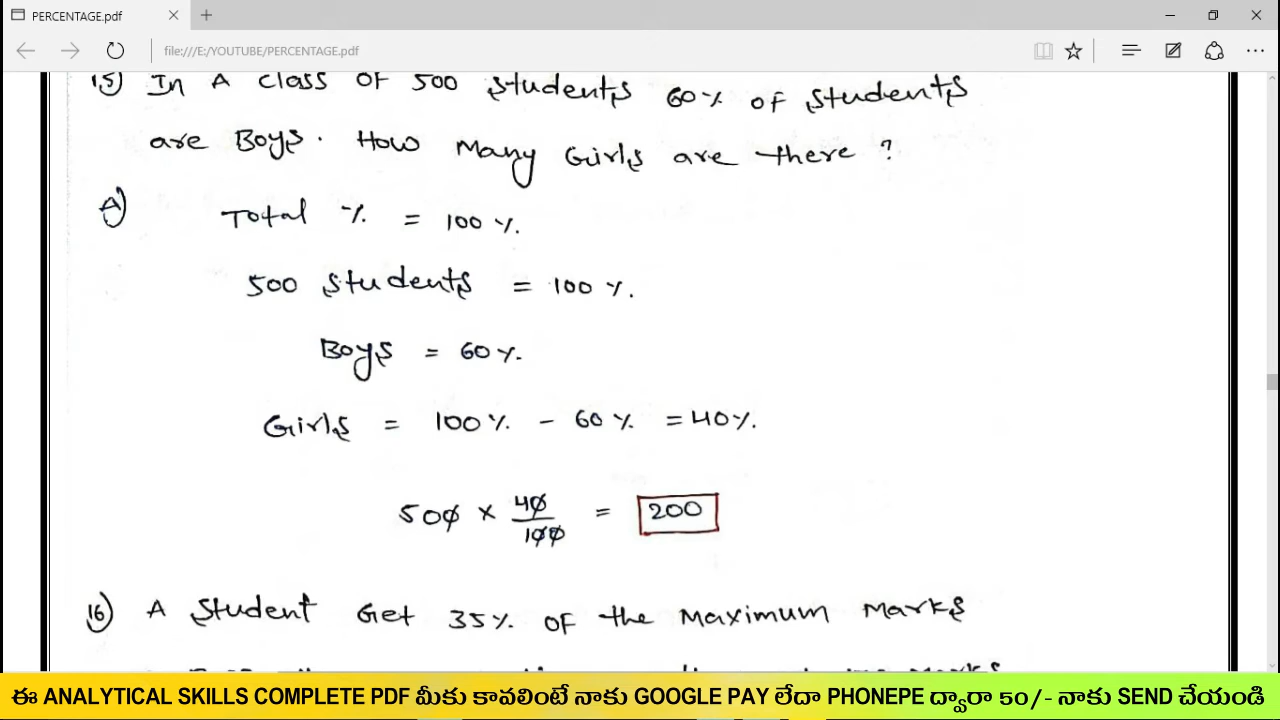 PERCENTAGE.pdf
file:///E:/YOUTUBE/PERCENTAGE.pdf
15) In A class of 500 students 60% of students
are Boys. How Many Girls are there ?
A) Total % = 100%.
500 students = 100%.
Boys = 60%.
Girls = 100% - 60% = 40%.
500 × 40/100 = 200
16) A student Get 35% of the Maximum Marks
ఈ ANALYTICAL SKILLS COMPLETE PDF మీకు కావలింటే నాకు GOOGLE PAY లేదా PHONEPE ద్వారా 50/- నాకు SEND చేయండి